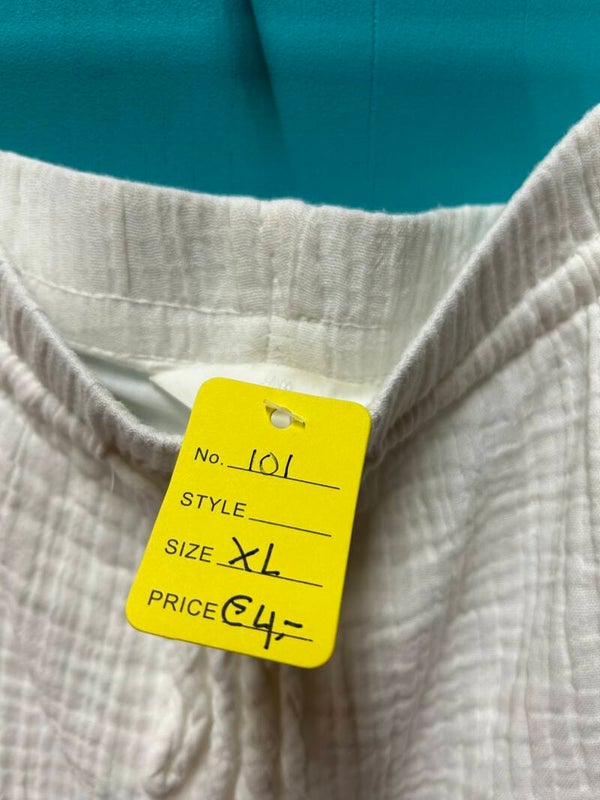 No. 101
STYLE
SIZE XL
PRICE €4,-